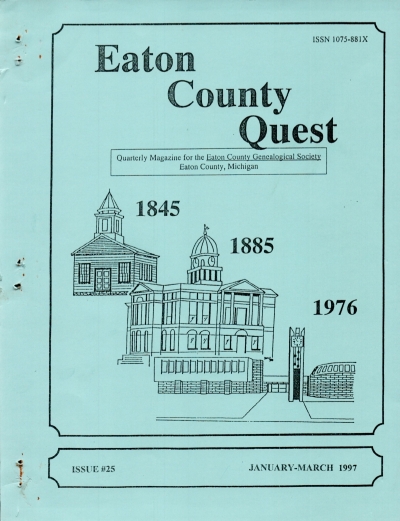 ISSN 1075-881X
Eaton
County
Quest
Quarterly Magazine for the Eaton County Genealogical Society
Eaton County, Michigan
1845
1885
1976
ISSUE #25 JANUARY-MARCH 1997